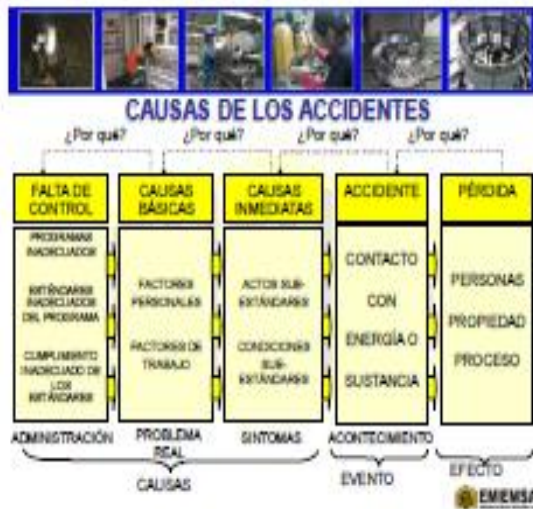 CAUSAS DE LOS ACCIDENTES
¿Por qué? ¿Por qué? ¿Por qué? ¿Por qué?
FALTA DE
CONTROL
CAUSAS
BÁSICAS
CAUSAS
INMEDIATAS
ACCIDENTE
PÉRDIDA
PROGRAMAS
INADECUADOS
ESTÁNDARES
INADECUADOS
DEL PROGRAMA
CUMPLIMIENTO
INADECUADO DE
LOS
ESTÁNDARES
FACTORES
PERSONALES
FACTORES DE
TRABAJO
ACTOS SUB-
ESTÁNDARES
CONDICIONES
SUB-
ESTÁNDARES
CONTACTO
CON
ENERGÍA O
SUSTANCIA
PERSONAS
PROPIEDAD
PROCESO
ADMINISTRACIÓN
PROBLEMA
REAL
SINTOMAS
ACONTECIMIENTO
CAUSAS
EVENTO
EFECTO
EMIEMSA